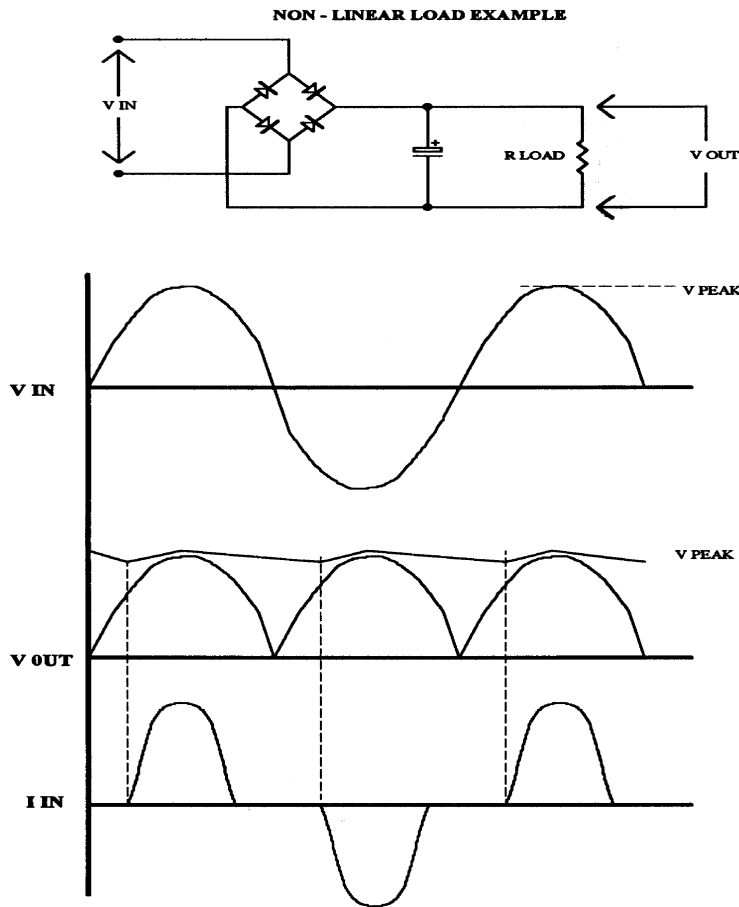 NON - LINEAR LOAD EXAMPLE
V IN
+
R LOAD
V OUT
V PEAK
V IN
V PEAK
V 0UT
I IN